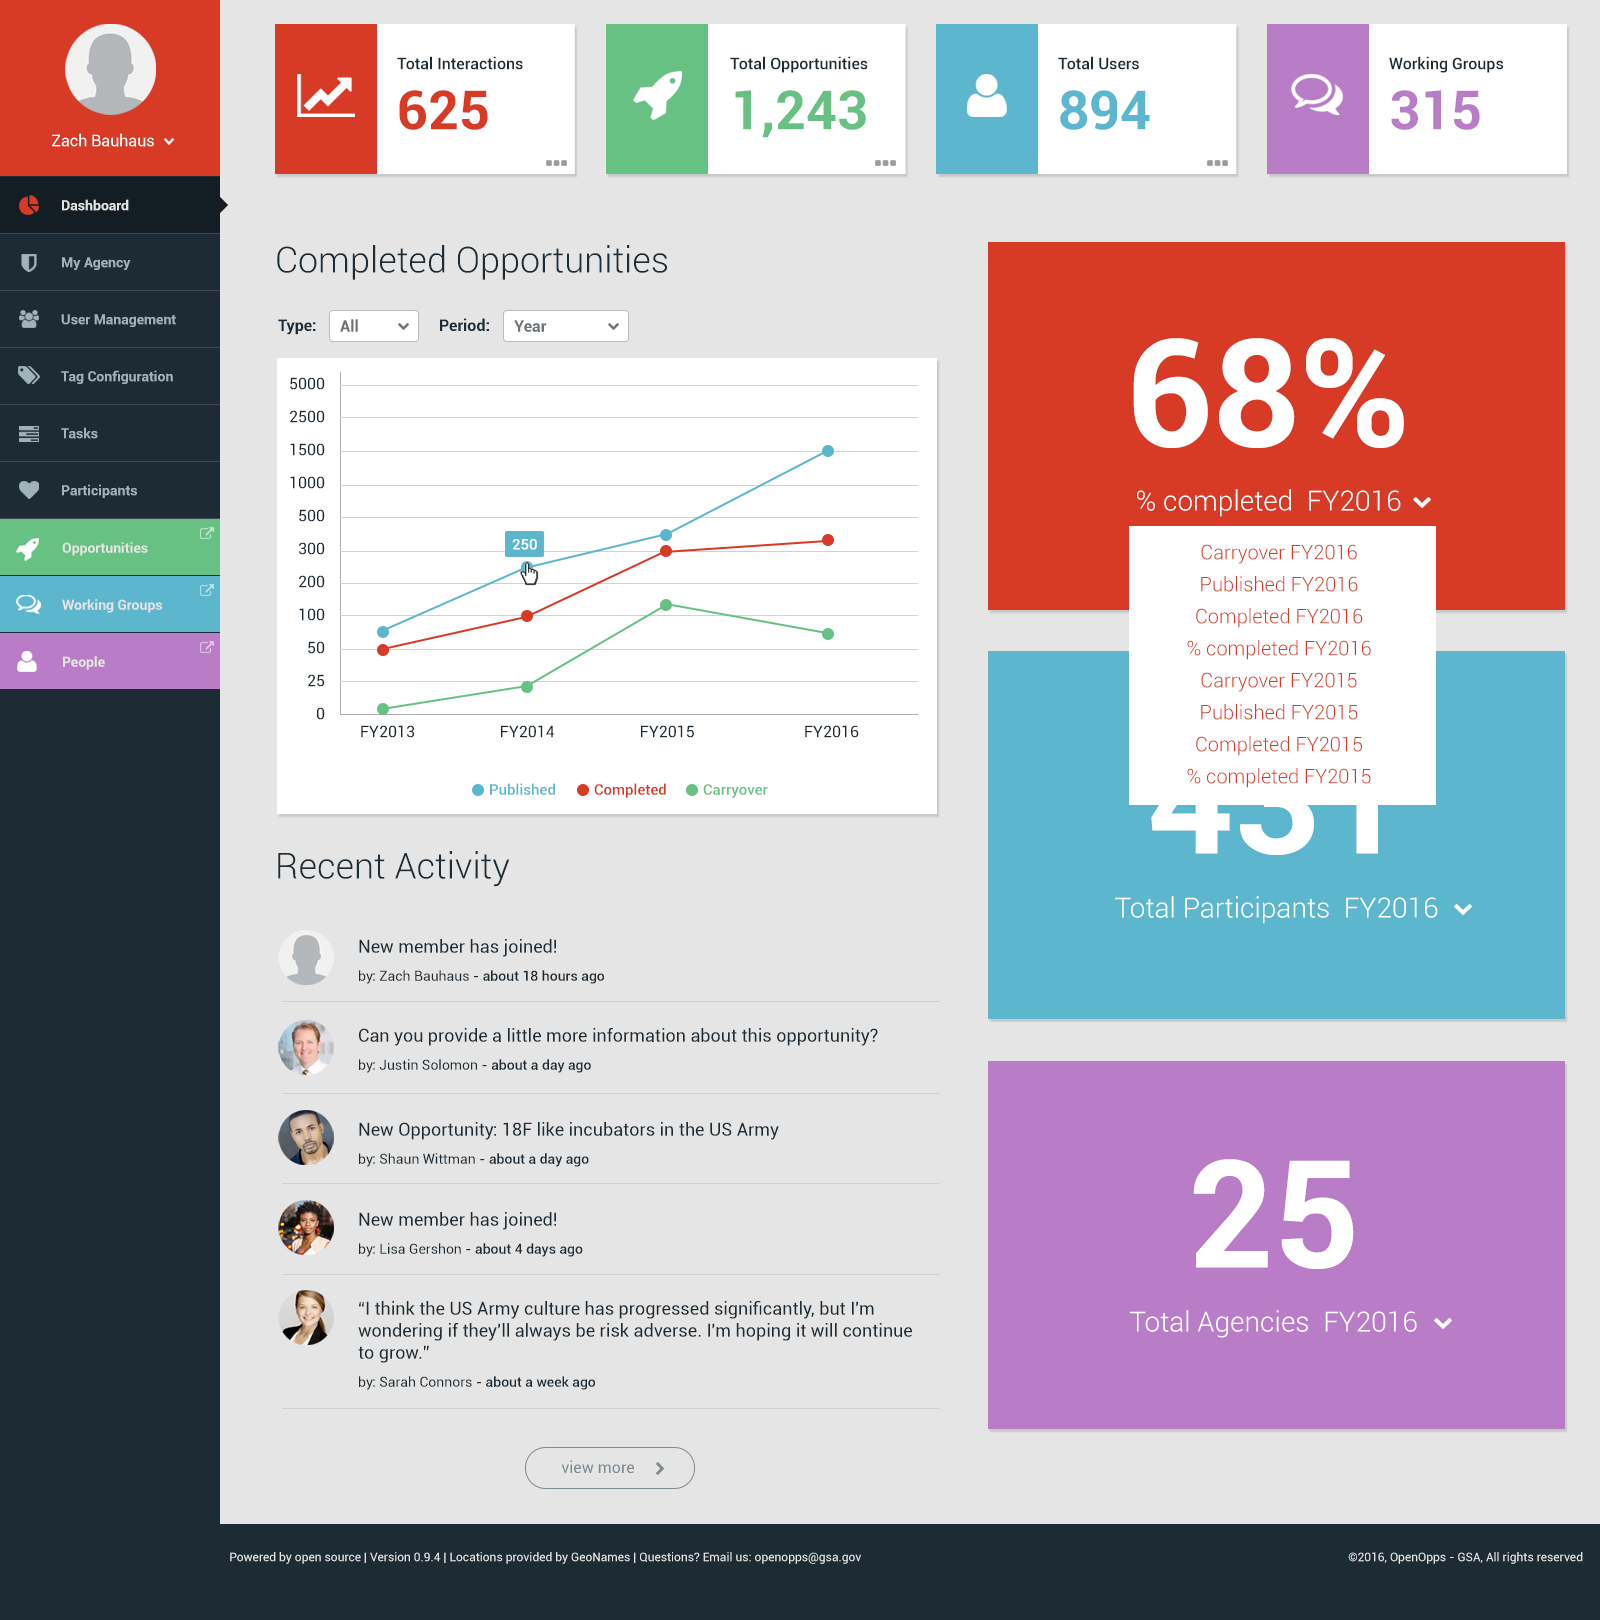 Zach Bauhaus
Dashboard
My Agency
User Management
Tag Configuration
Tasks
Participants
Opportunities
Working Groups
People
Total Interactions
625
Total Opportunities
1,243
Total Users
894
Working Groups
315
Completed Opportunities
Type: All Period: Year
5000
2500
1500
1000
500
300
200
100
50
25
0
250
FY2013 FY2014 FY2015 FY2016
Published Completed Carryover
68%
% completed FY2016
Carryover FY2016
Published FY2016
Completed FY2016
% completed FY2016
Carryover FY2015
Published FY2015
Completed FY2015
% completed FY2015
Total Participants FY2016
25
Total Agencies FY2016
Recent Activity
New member has joined!
by: Zach Bauhaus - about 18 hours ago
Can you provide a little more information about this opportunity?
by: Justin Solomon - about a day ago
New Opportunity: 18F like incubators in the US Army
by: Shaun Wittman - about a day ago
New member has joined!
by: Lisa Gershon - about 4 days ago
“I think the US Army culture has progressed significantly, but I'm
wondering if they'll always be risk adverse. I'm hoping it will continue
to grow.”
by: Sarah Connors - about a week ago
view more
Powered by open source | Version 0.9.4 | Locations provided by GeoNames | Questions? Email us: openopps@gsa.gov
©2016, OpenOpps - GSA, All rights reserved